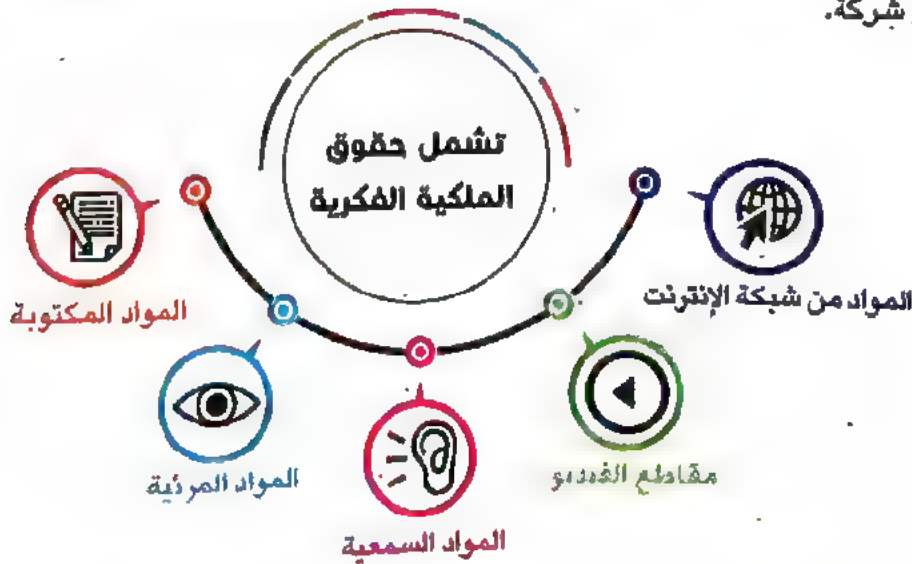 شركة.
تشمل حقوق
الملكية الفكرية
المواد من شبكة الإنترنت
مقاطع الفيديو
المواد السمعية
المواد المرئية
المواد المكتوبة